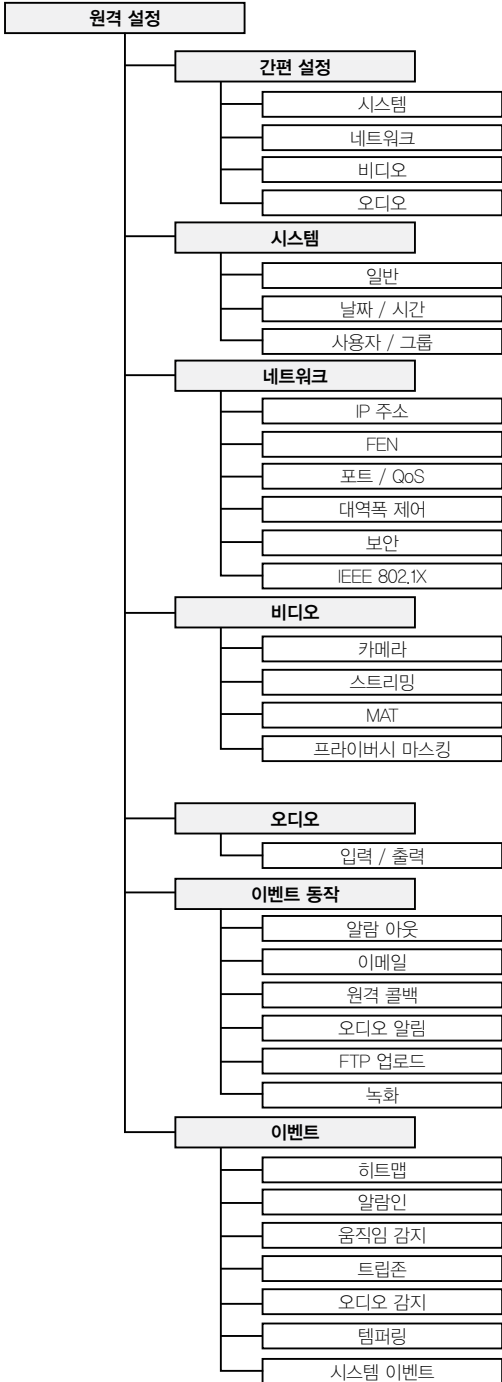 원격 설정
간편 설정
시스템
네트워크
비디오
오디오
시스템
일반
날짜 / 시간
사용자 / 그룹
네트워크
IP 주소
FEN
포트 / QoS
대역폭 제어
보안
IEEE 802.1X
비디오
카메라
스트리밍
MAT
프라이버시 마스킹
오디오
입력 / 출력
이벤트 동작
알람 아웃
이메일
원격 콜백
오디오 알림
FTP 업로드
녹화
이벤트
히트맵
알람인
움직임 감지
트립존
오디오 감지
템퍼링
시스템 이벤트